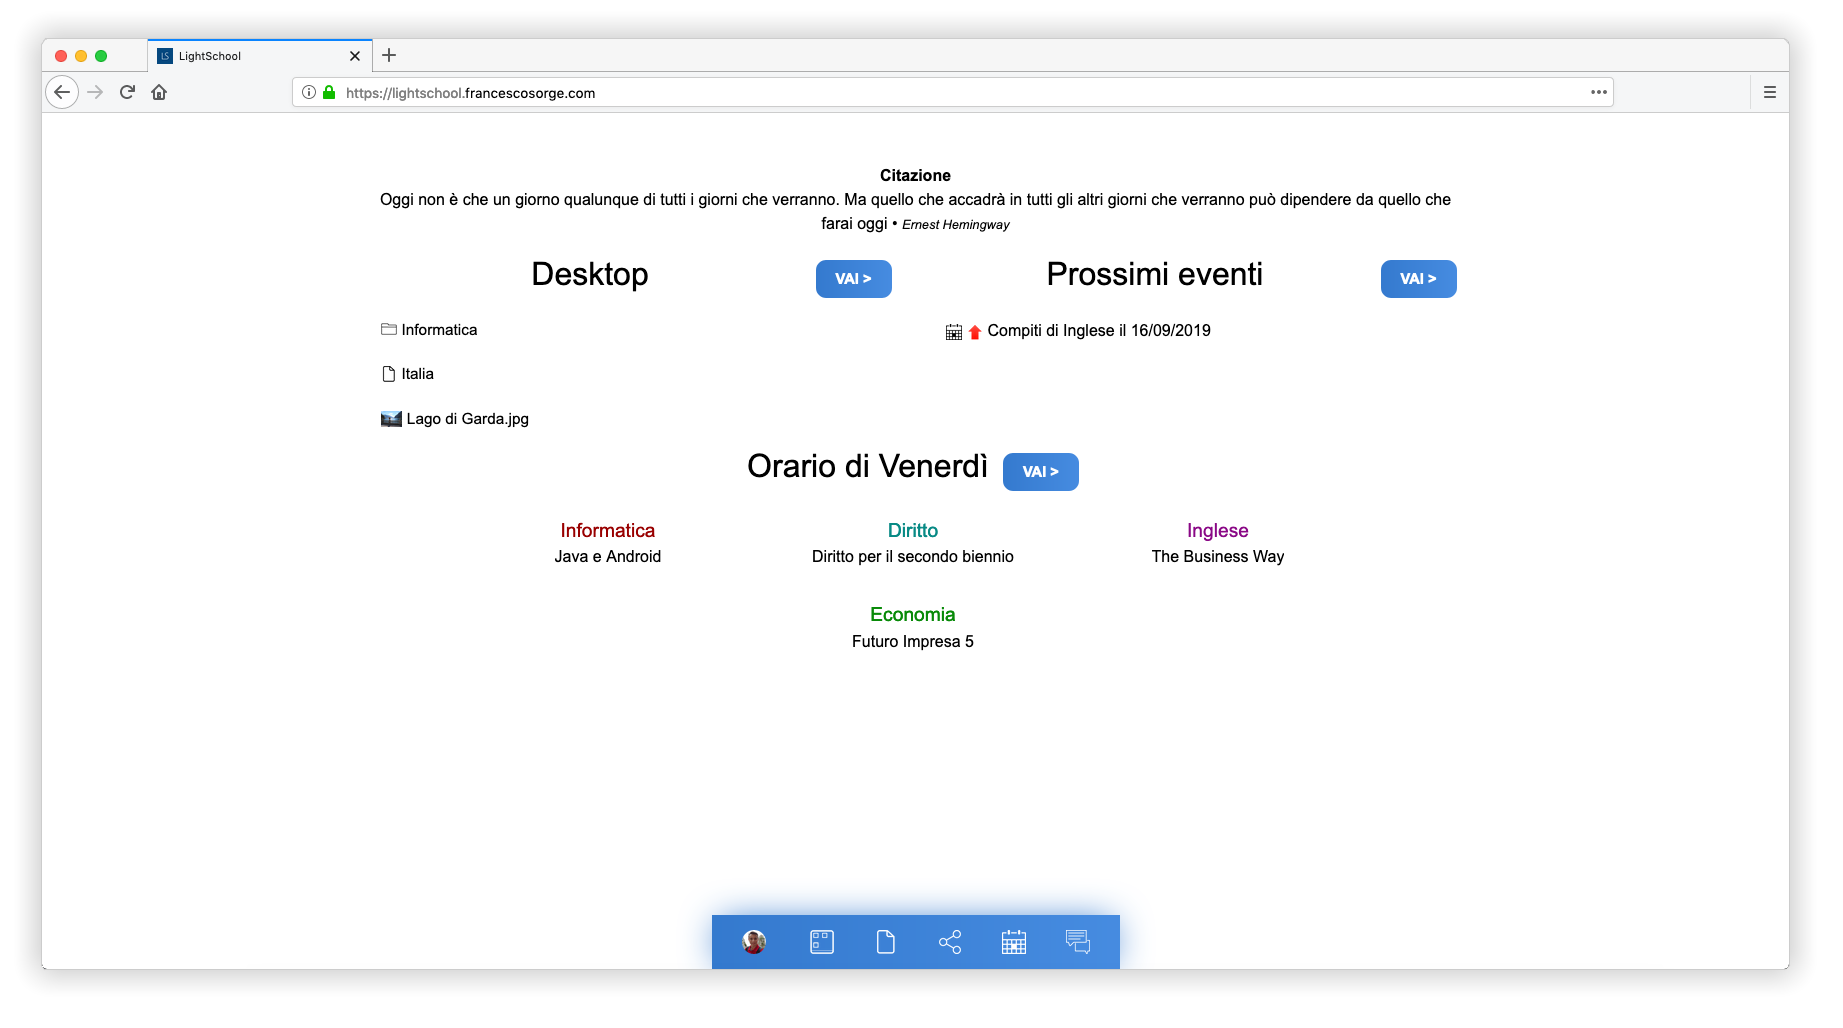 LS LightSchool
https://lightschool.francescosorge.com
Citazione
Oggi non è che un giorno qualunque di tutti i giorni che verranno. Ma quello che accadrà in tutti gli altri giorni che verranno può dipendere da quello che
farai oggi • Ernest Hemingway
Desktop VAI >
Prossimi eventi VAI >
Informatica
Compiti di Inglese il 16/09/2019
Italia
Lago di Garda.jpg
Orario di Venerdì VAI >
Informatica
Java e Android
Diritto
Diritto per il secondo biennio
Inglese
The Business Way
Economia
Futuro Impresa 5